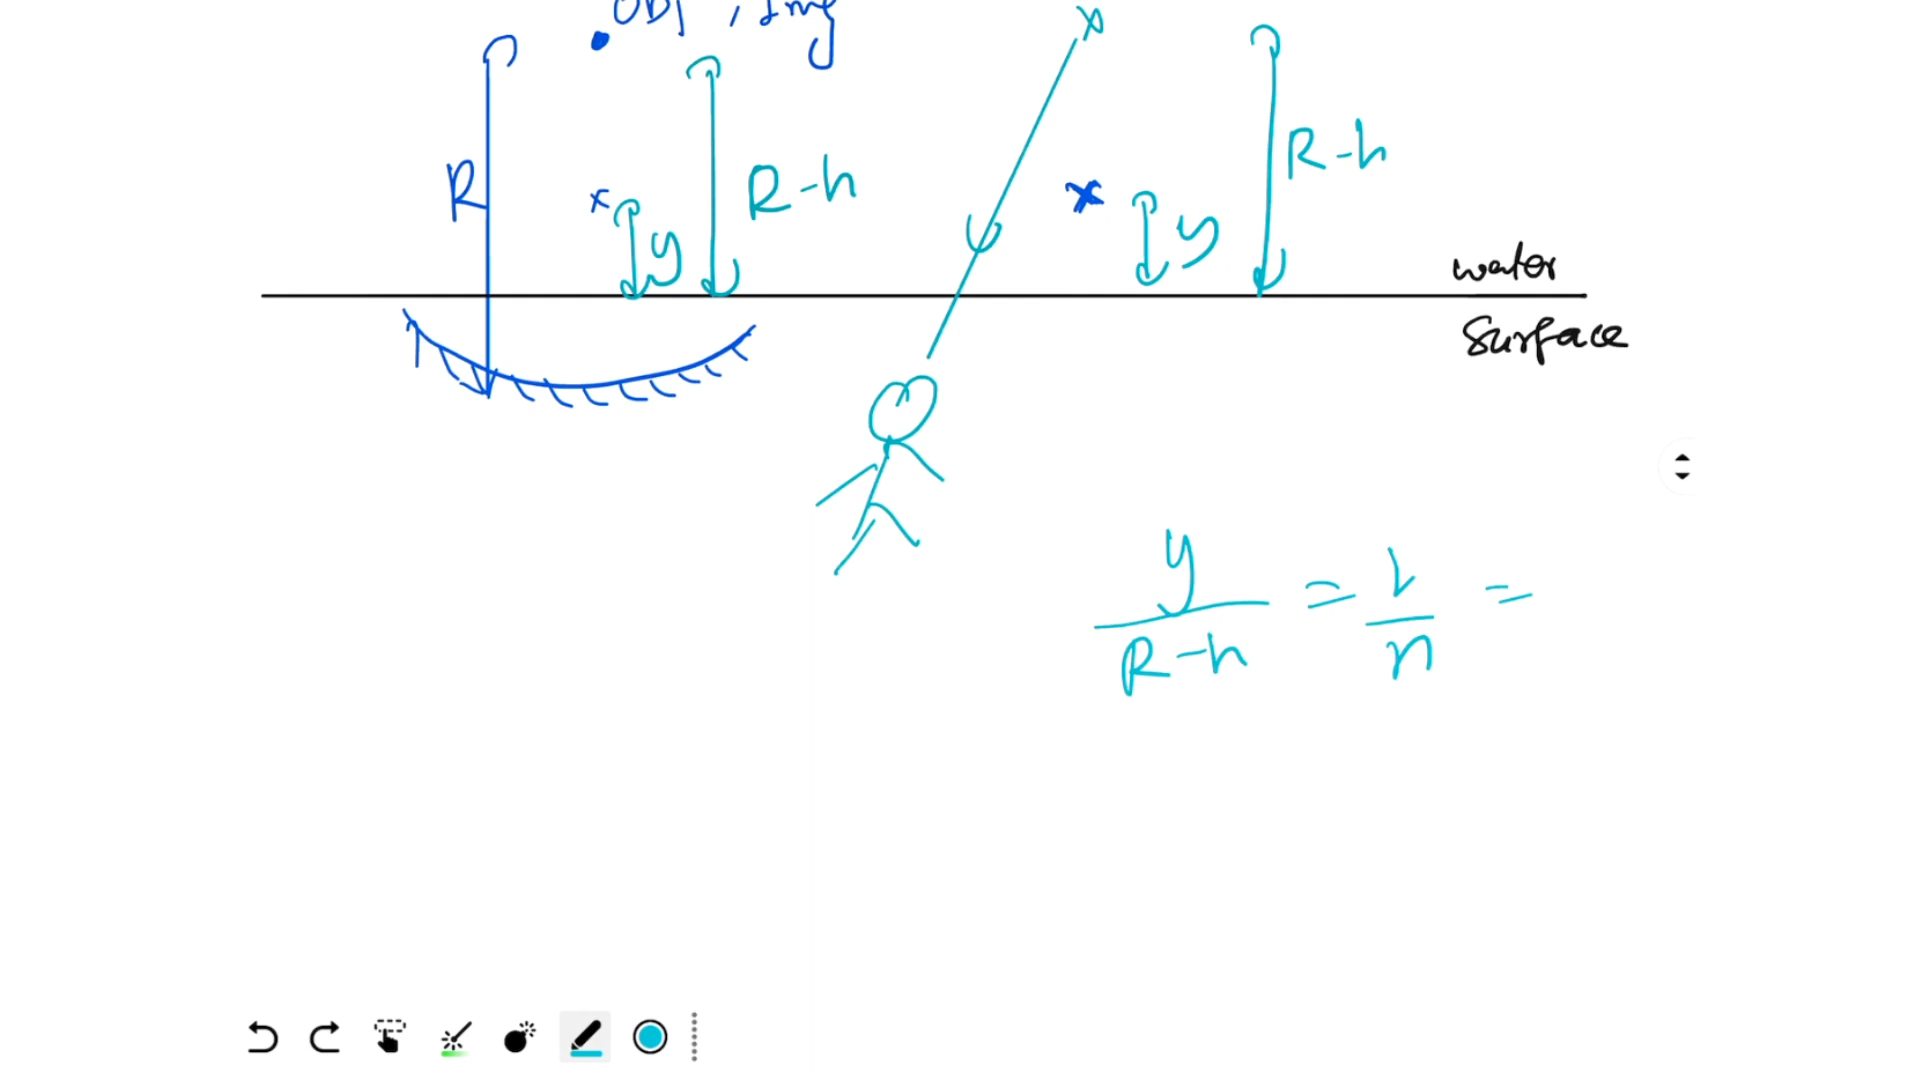 Obj, Img
R
x
y
R-h
x
y
R-h
water
Surface
y/(R-h) = 1/n =